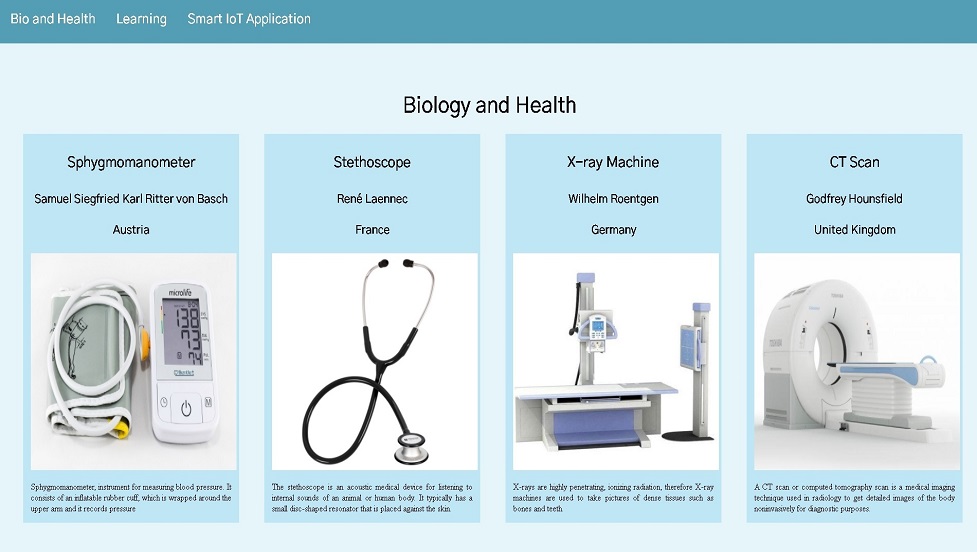 Bio and Health Learning Smart IoT Application
Biology and Health
Sphygmomanometer
Samuel Siegfried Karl Ritter von Basch
Austria
microlife
Sphygmomanometer, instrument for measuring blood pressure. It
consists of an inflatable rubber cuff, which is wrapped around the
upper arm and it records pressure
Stethoscope
René Laennec
France
The stethoscope is an acoustic medical device for listening to
internal sounds of an animal or human body. It typically has a
small disc-shaped resonator that is placed against the skin.
X-ray Machine
Wilhelm Roentgen
Germany
X-rays are highly penetrating, ionizing radiation, therefore X-ray
machines are used to take pictures of dense tissues such as
bones and teeth.
CT Scan
Godfrey Hounsfield
United Kingdom
A CT scan or computed tomography scan is a medical imaging
technique used in radiology to get detailed images of the body
noninvasively for diagnostic purposes.